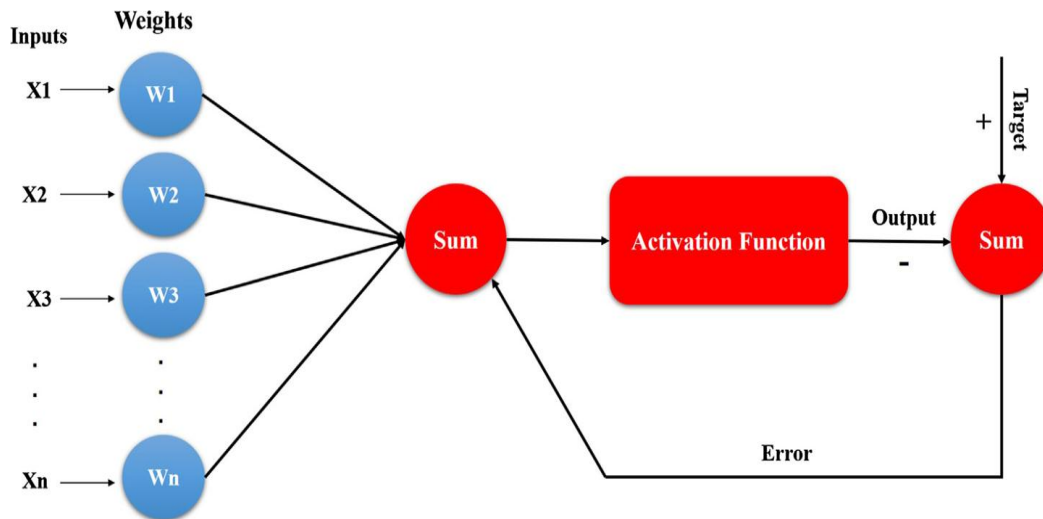 Inputs
Weights
X1
W1
X2
W2
X3
W3
.
.
.
.
.
.
Xn
Wn
Sum
Activation Function
Output
-
+
Target
Sum
Error